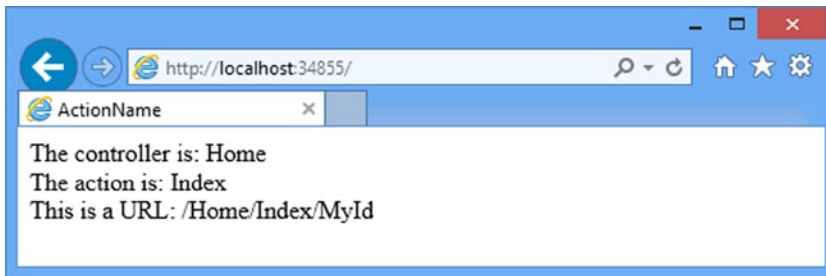 http://localhost:34855/
ActionName
The controller is: Home
The action is: Index
This is a URL: /Home/Index/MyId